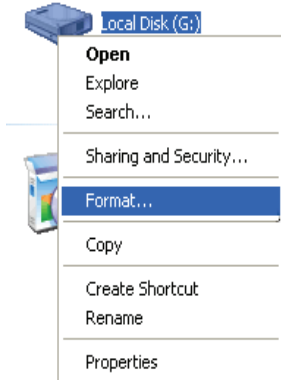 Local Disk (G:)
Open
Explore
Search...
Sharing and Security...
Format...
Copy
Create Shortcut
Rename
Properties